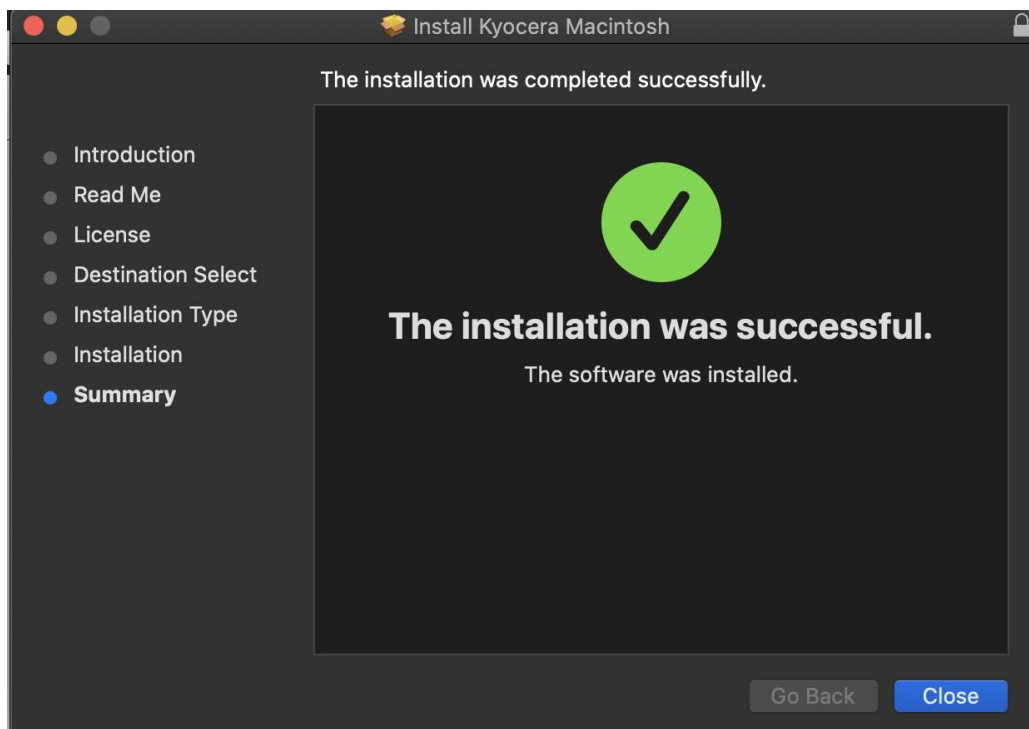 Install Kyocera Macintosh
The installation was completed successfully.
Introduction
Read Me
License
Destination Select
Installation Type
Installation
Summary
The installation was successful.
The software was installed.
Go Back
Close